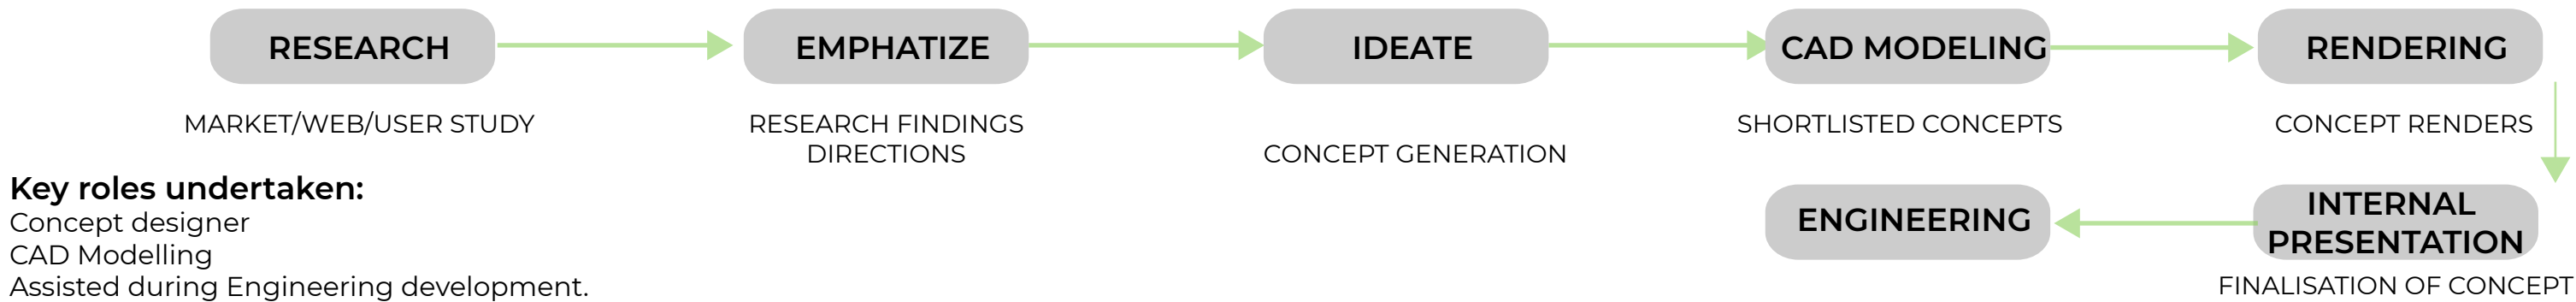 RESEARCH
MARKET/WEB/USER STUDY
EMPHATIZE
RESEARCH FINDINGS
DIRECTIONS
IDEATE
CONCEPT GENERATION
CAD MODELING
SHORTLISTED CONCEPTS
RENDERING
CONCEPT RENDERS
INTERNAL
PRESENTATION
FINALISATION OF CONCEPT
ENGINEERING
Key roles undertaken:
Concept designer
CAD Modelling
Assisted during Engineering development.